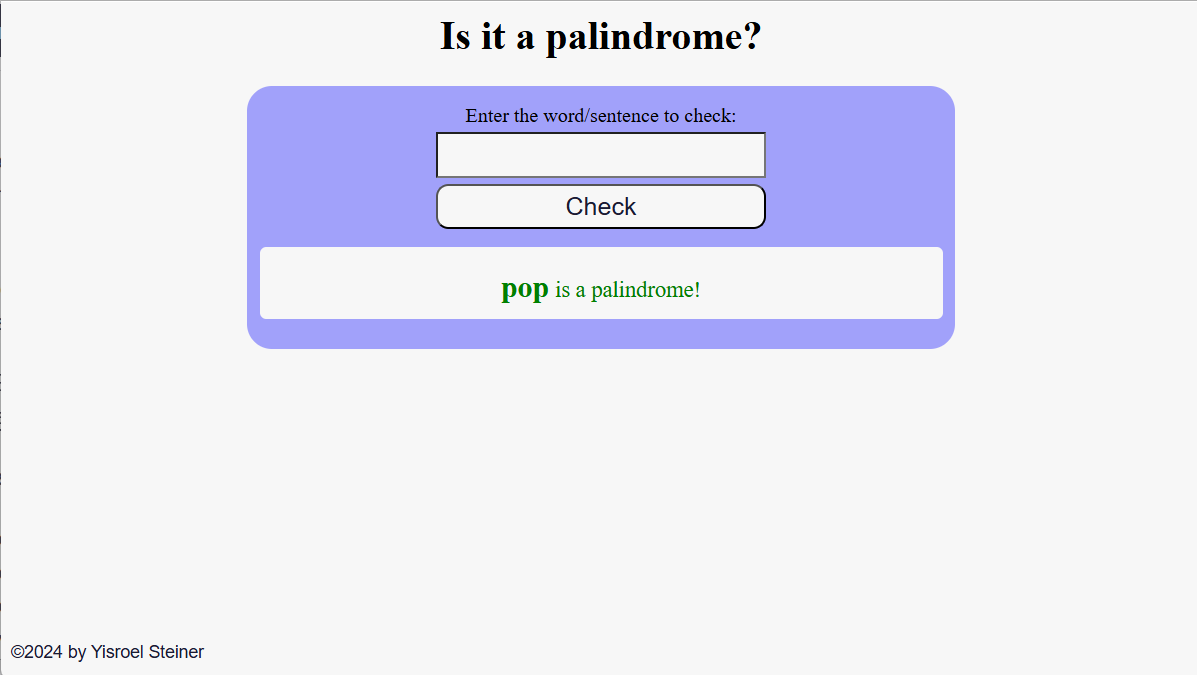 Is it a palindrome?
Enter the word/sentence to check:
Check
pop is a palindrome!
©2024 by Yisroel Steiner